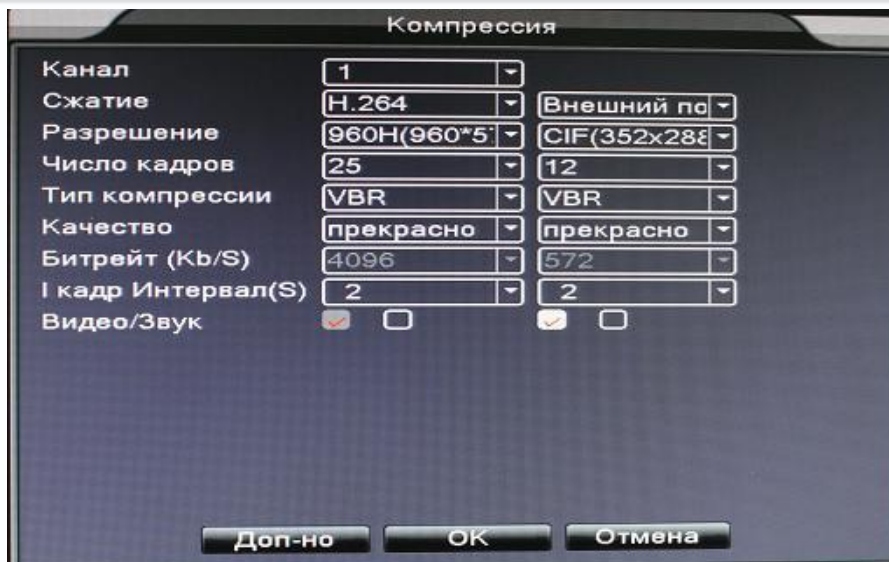 Компрессия
Канал 1
Сжатие H.264 Внешний по
Разрешение 960H(960*5 CIF(352x288
Число кадров 25 12
Тип компрессии VBR VBR
Качество прекрасно прекрасно
Битрейт (Kb/S) 4096 572
I кадр Интервал(S) 2 2
Видео/Звук
Доп-но OK Отмена